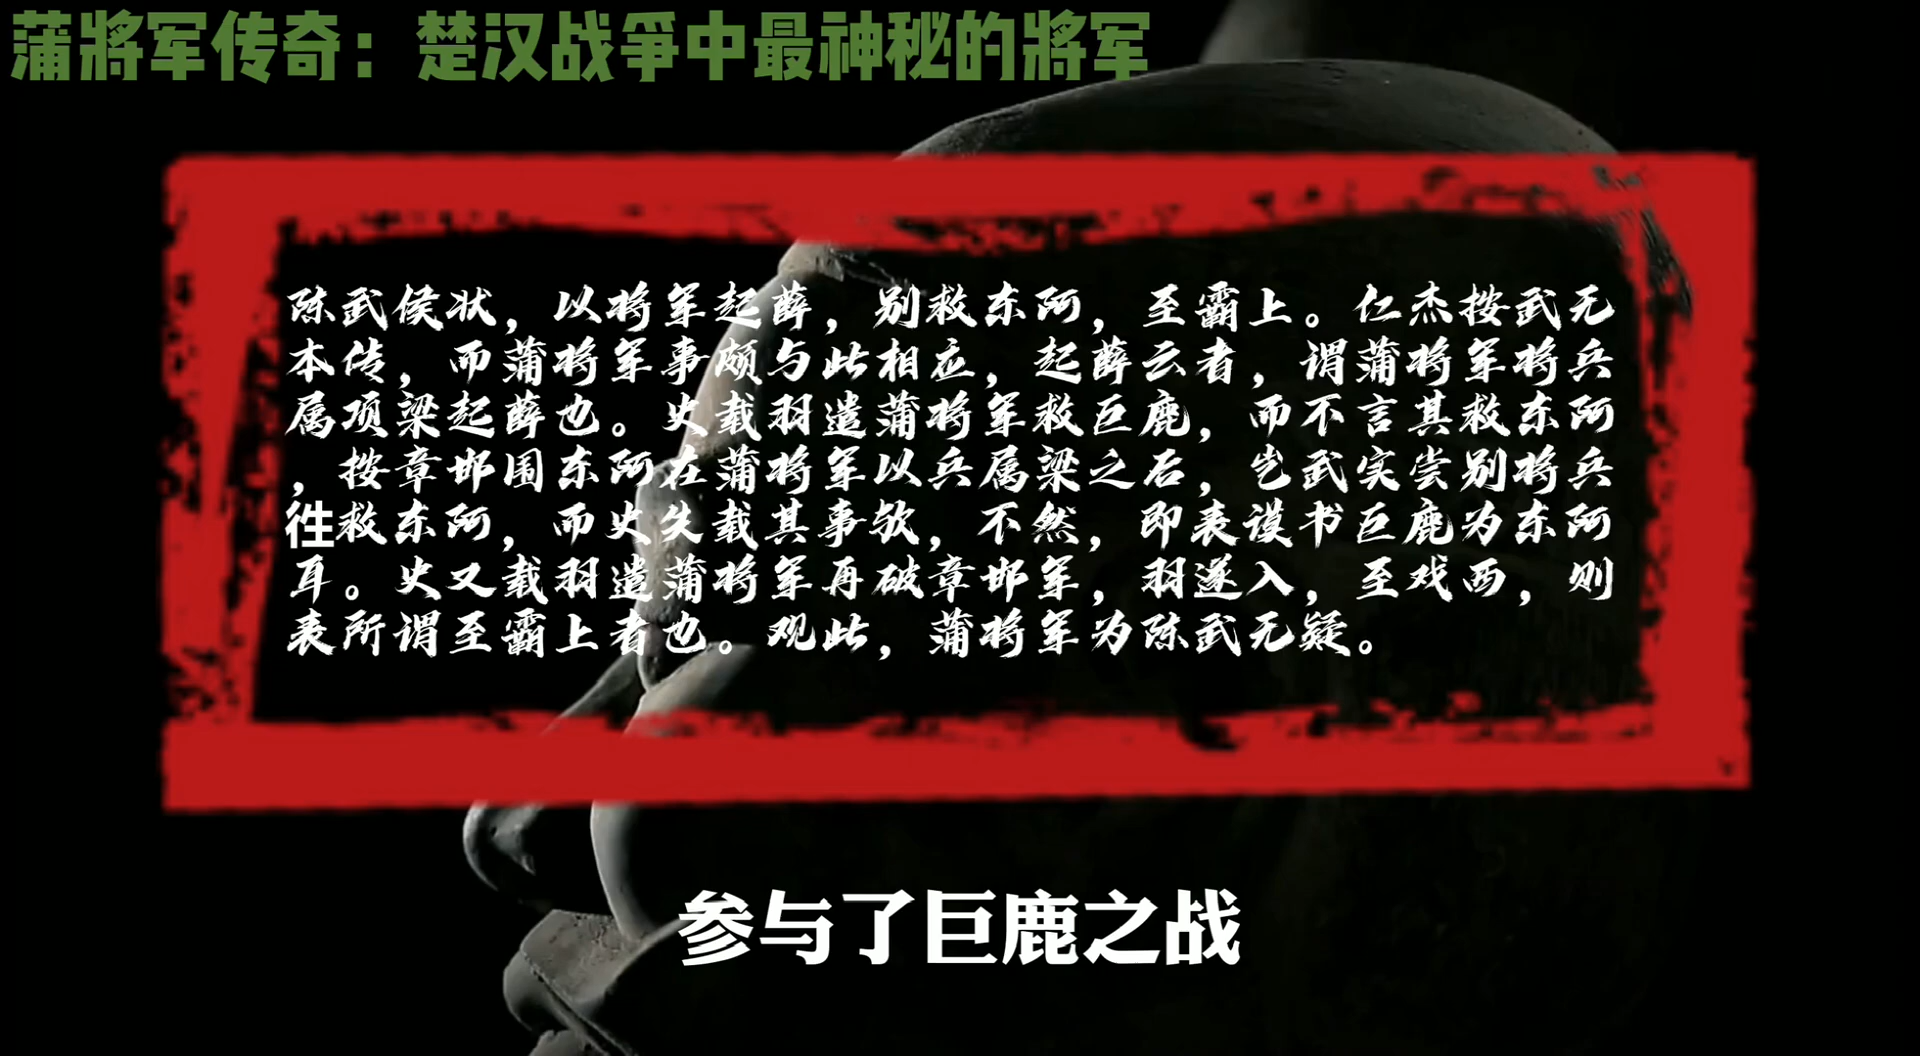 蒲將军传奇：楚汉战爭中最神秘的將军
陈武侯状，以将军起薛，别救东阿，至霸上。仁杰按武无
本传，而蒲将军事颇与此相应，起薛云者，谓蒲将军将兵
属项梁起薛也。史载羽遣蒲将军救巨鹿，而不言其救东阿
，按章邯围东阿在蒲将军以兵属梁之后，岂武实尝别将兵
徃救东阿，而史失载其事欤，不然，即表误书巨鹿为东阿
耳。史又载羽遣蒲将军再破章邯军，羽遂入，至戏西，则
表所谓至霸上者也。观此，蒲将军为陈武无疑。
参与了巨鹿之战